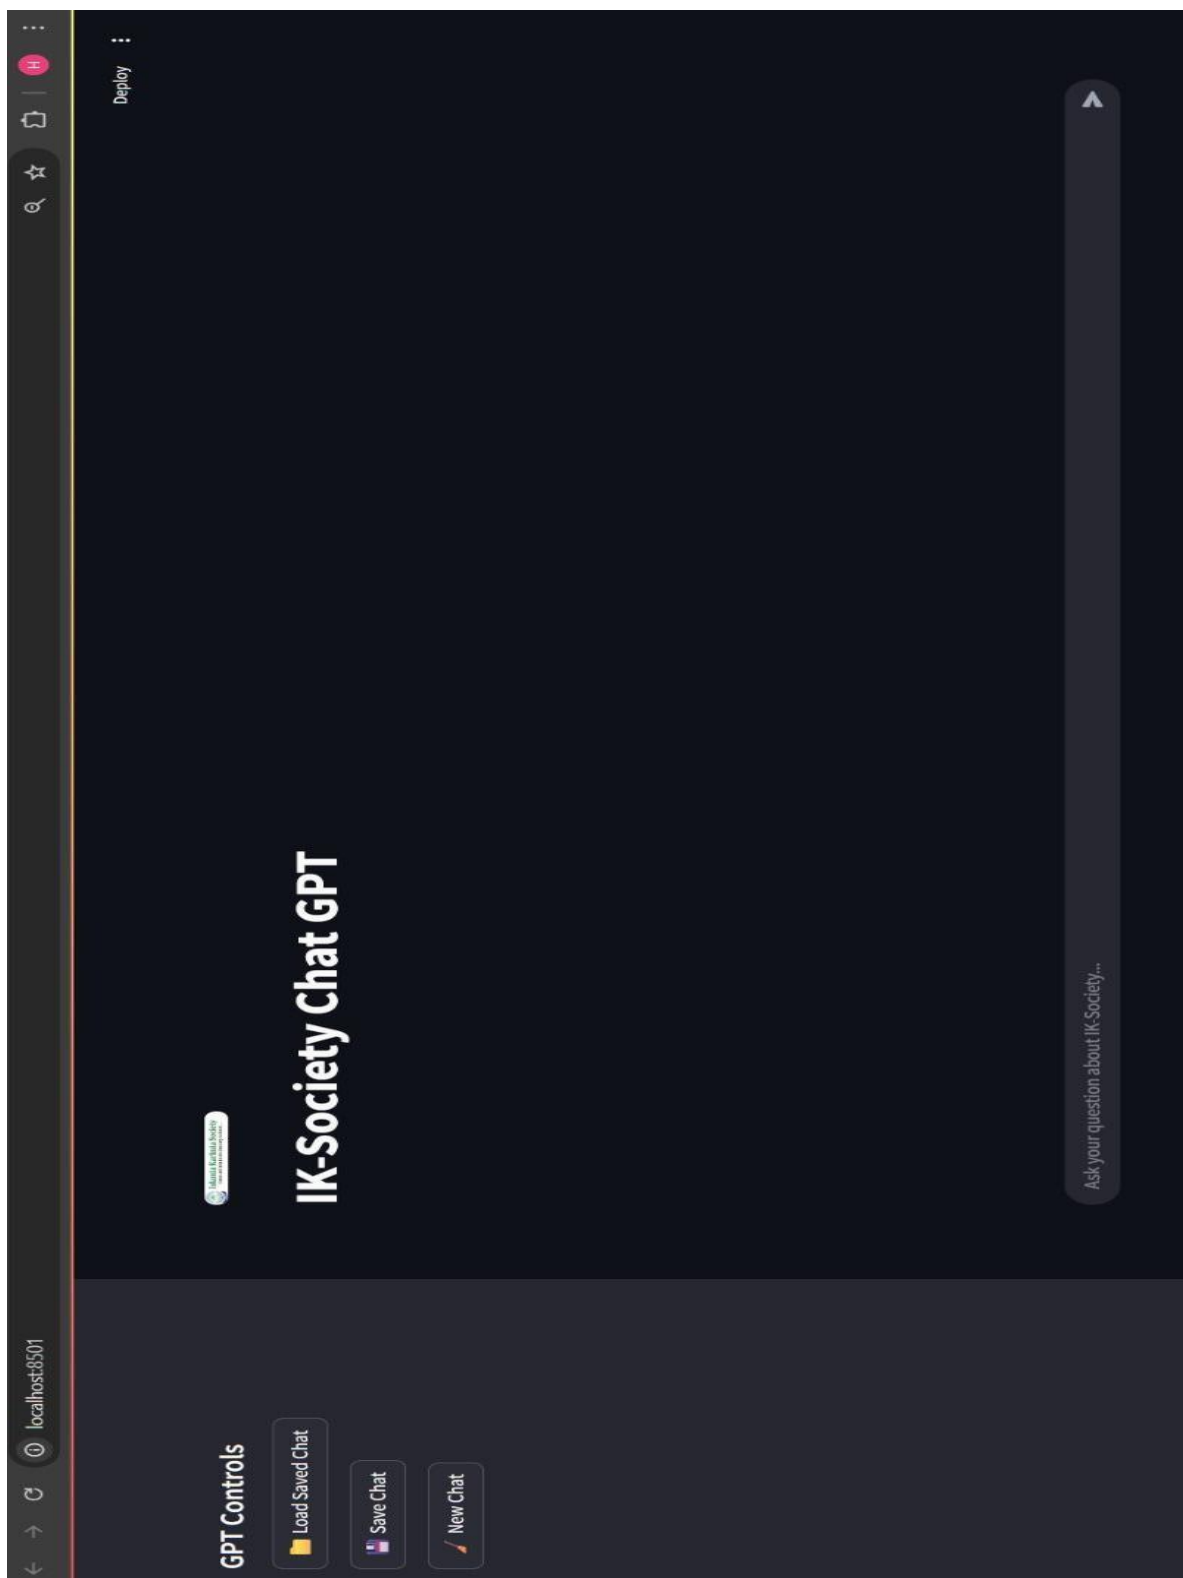 localhost:8501
H
Deploy
GPT Controls
Load Saved Chat
Save Chat
New Chat
IK-Society Chat GPT
Ask your question about IK-Society...